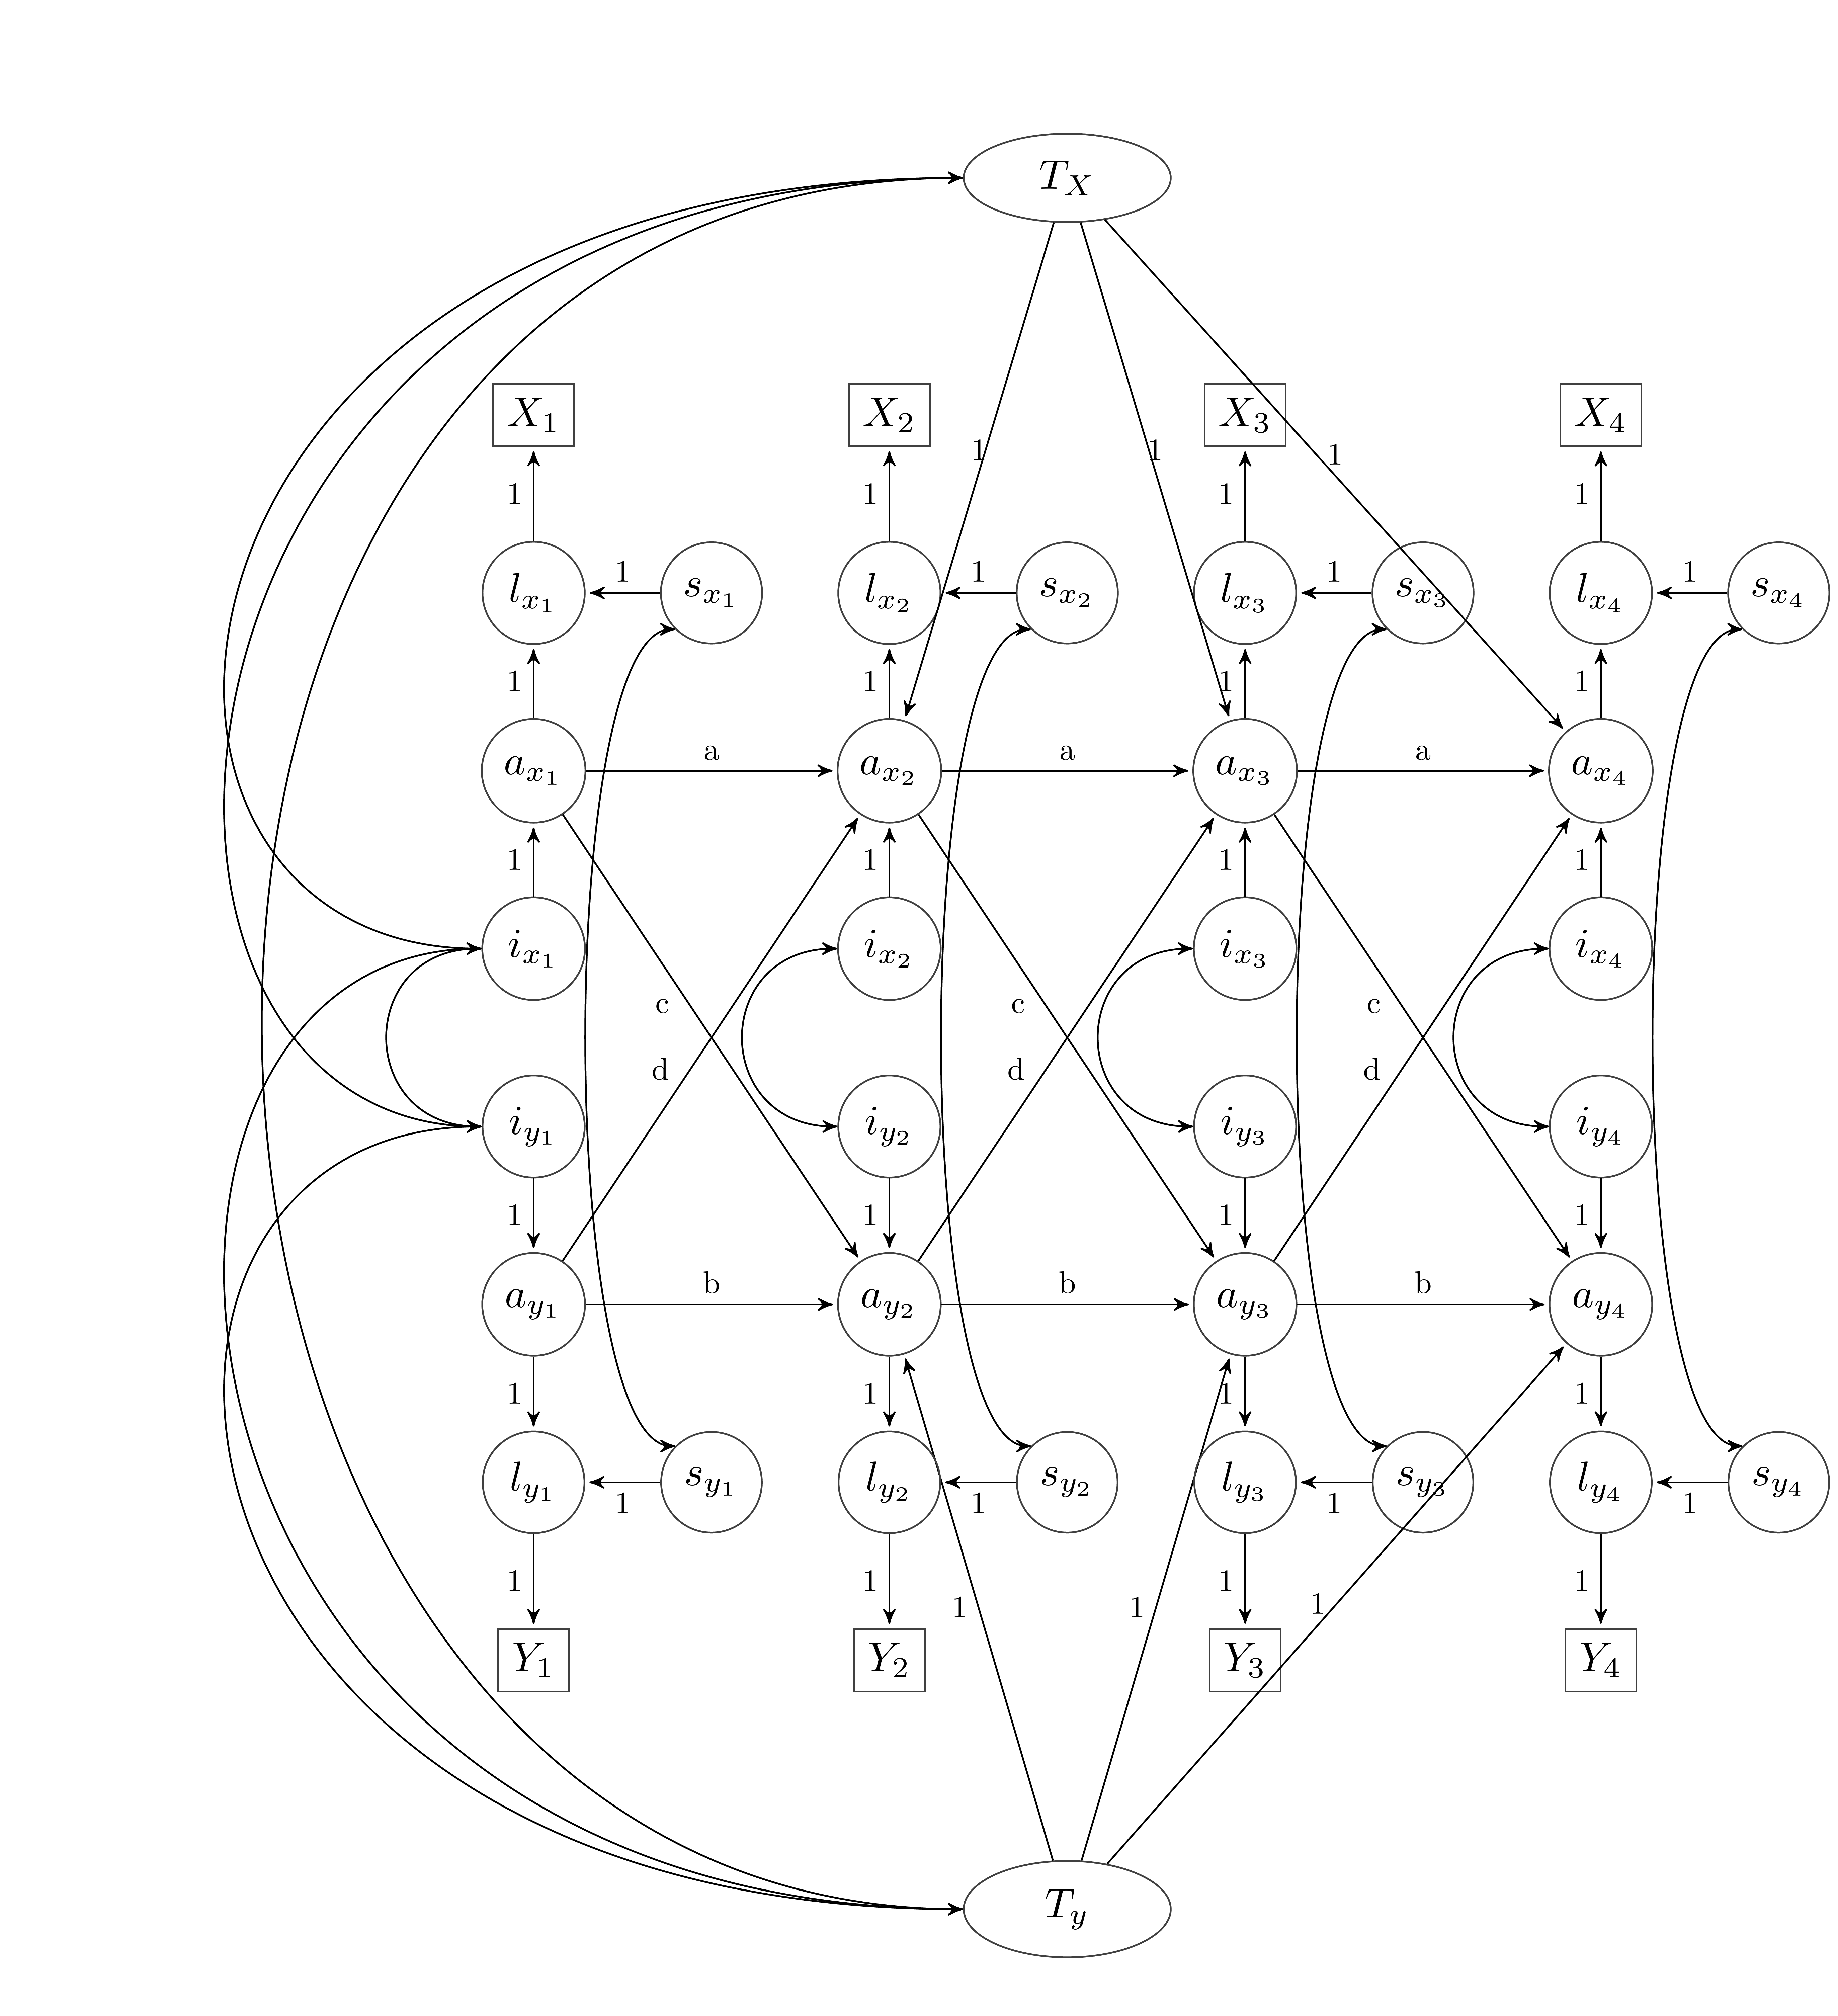 T_X
X_1 X_2 X_3 X_4
1 1 1
1 1 1 1
1 1 1 1
l_{x_1} s_{x_1} l_{x_2} s_{x_2} l_{x_3} s_{x_3} l_{x_4} s_{x_4}
1 1 1 1
a a a
a_{x_1} a_{x_2} a_{x_3} a_{x_4}
1 1 1 1
i_{x_1} i_{x_2} i_{x_3} i_{x_4}
c c c
d d d
i_{y_1} i_{y_2} i_{y_3} i_{y_4}
1 1 1 1
b b b
a_{y_1} a_{y_2} a_{y_3} a_{y_4}
1 1 1 1
l_{y_1} s_{y_1} l_{y_2} s_{y_2} l_{y_3} s_{y_3} l_{y_4} s_{y_4}
1 1 1 1
1 1 1 1
1 1 1
Y_1 Y_2 Y_3 Y_4
T_y